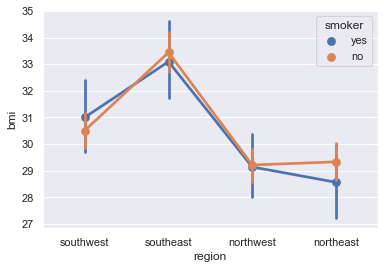 35
34
33
32
31
30
29
28
27
bmi
smoker
yes
no
southwest southeast northwest northeast
region